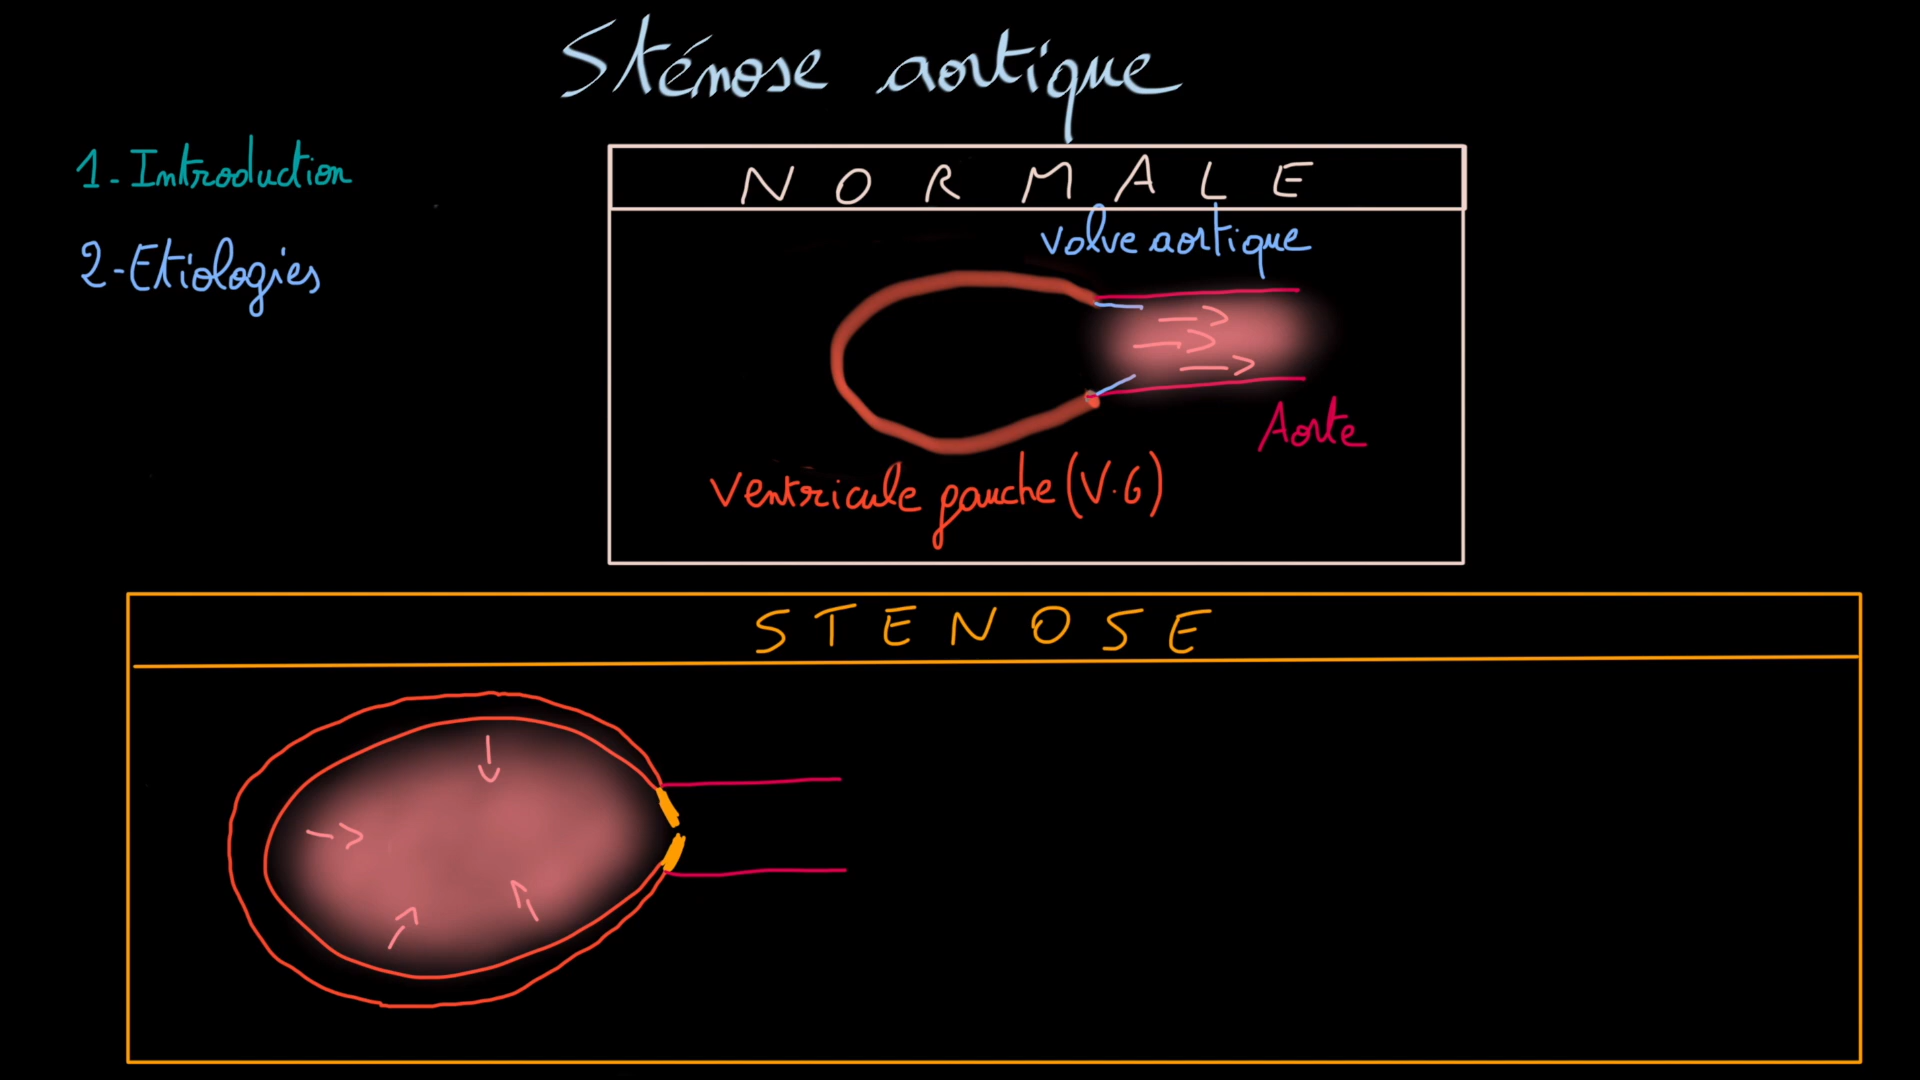 Sténose aortique
1-Introduction
2-Etiologies
NORMALE
Valve aortique
Aorte
Ventricule gauche (V.G)
STENOSE